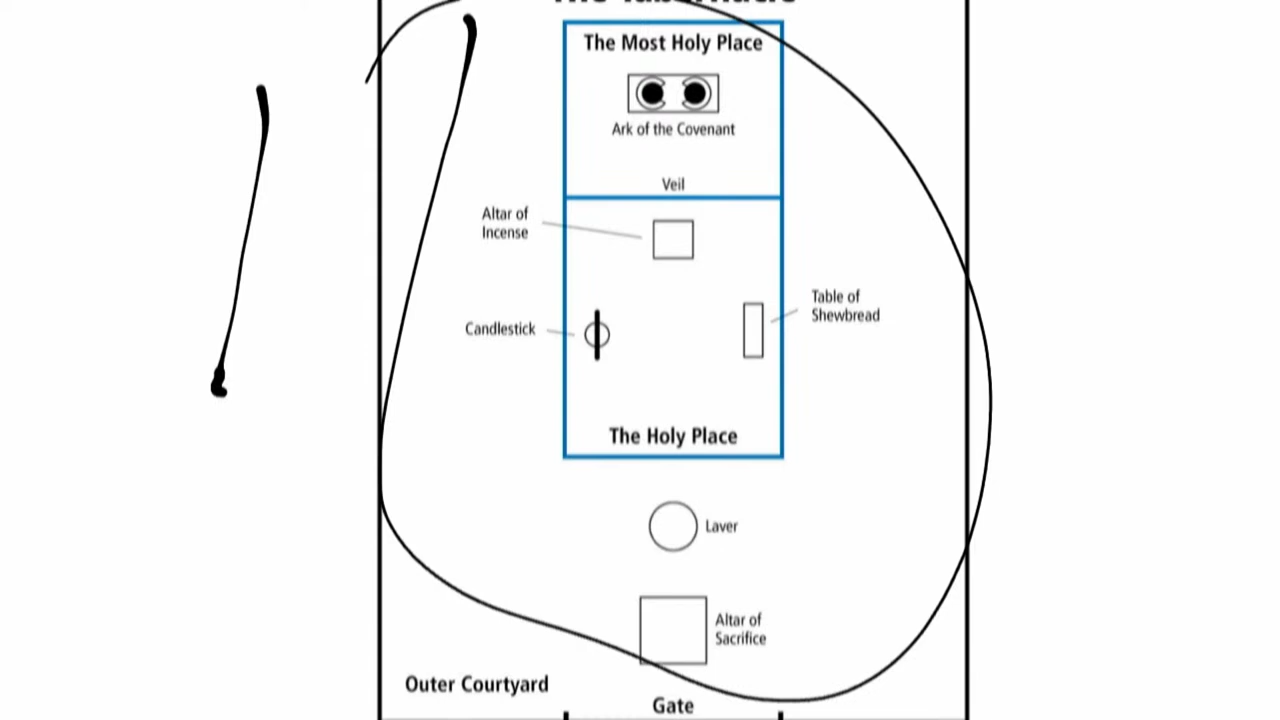 The Most Holy Place
Ark of the Covenant
Veil
Altar of
Incense
Table of
Shewbread
Candlestick
The Holy Place
Laver
Altar of
Sacrifice
Outer Courtyard
Gate